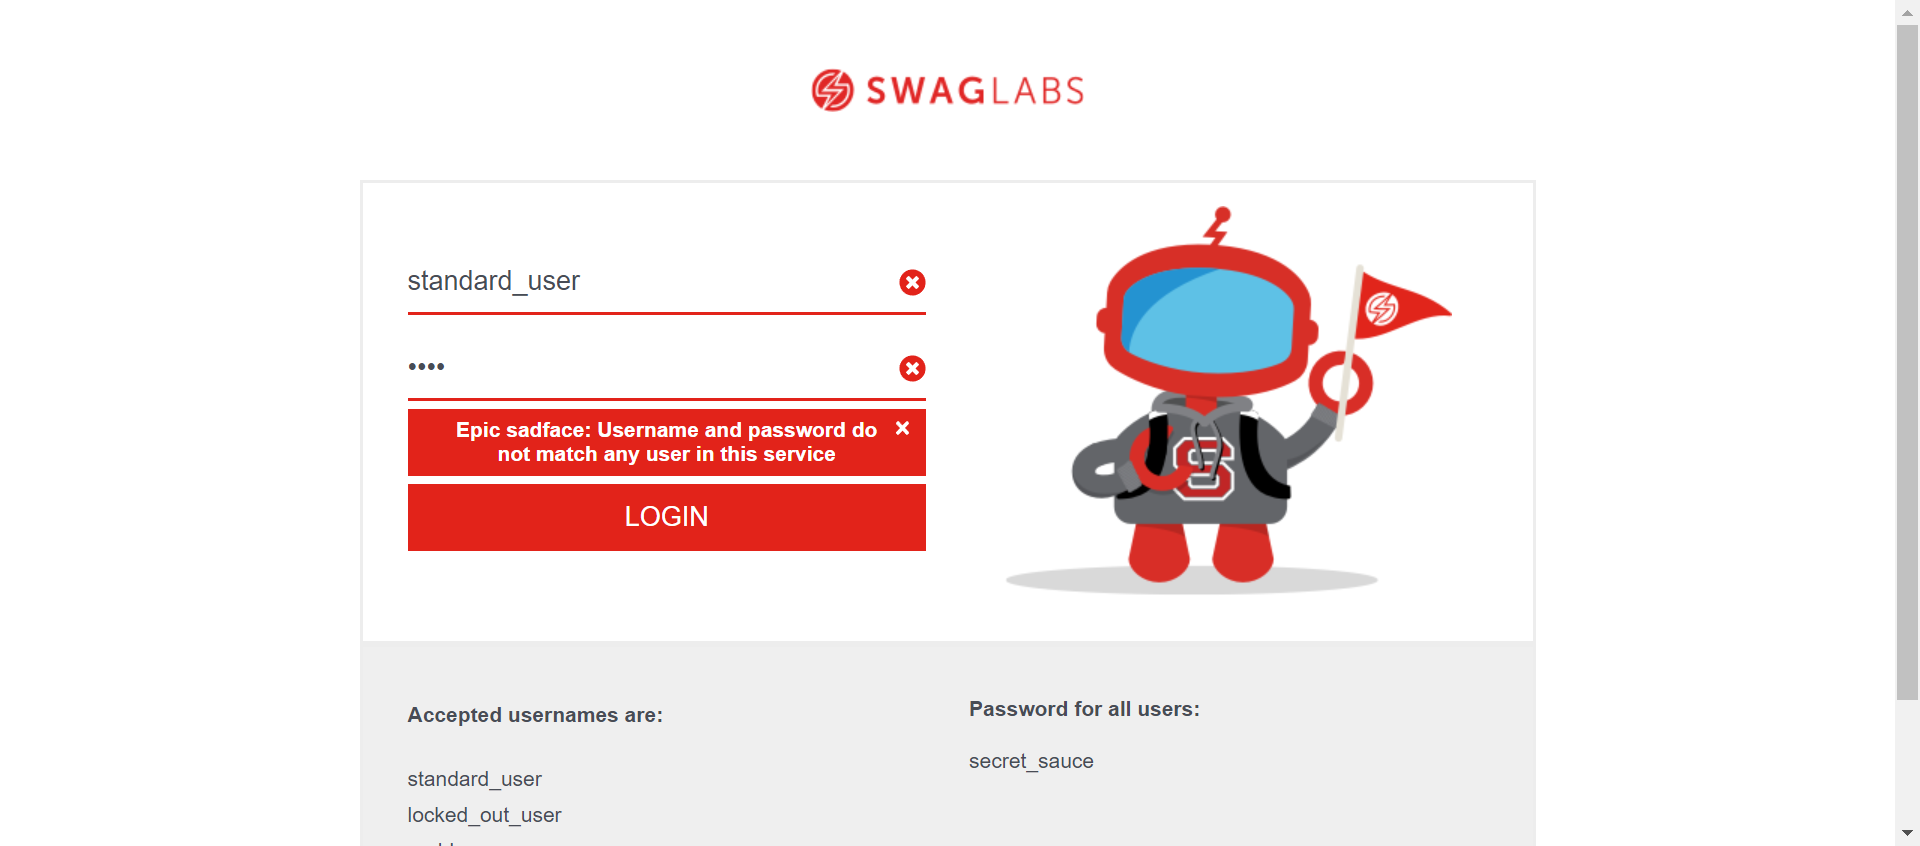 SWAGLABS
standard_user
••••
Epic sadface: Username and password do
not match any user in this service
LOGIN
Accepted usernames are:
standard_user
locked_out_user
Password for all users:
secret_sauce